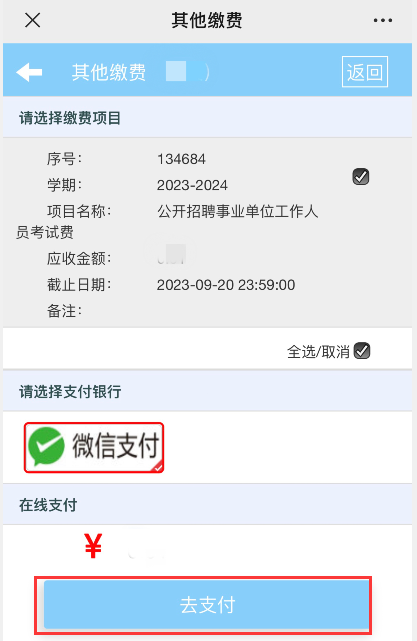 其他缴费
其他缴费
返回
请选择缴费项目
序号： 134684
学期： 2023-2024
项目名称： 公开招聘事业单位工作人
员考试费
应收金额：
截止日期： 2023-09-20 23:59:00
备注：
全选/取消
请选择支付银行
微信支付
在线支付
¥
去支付